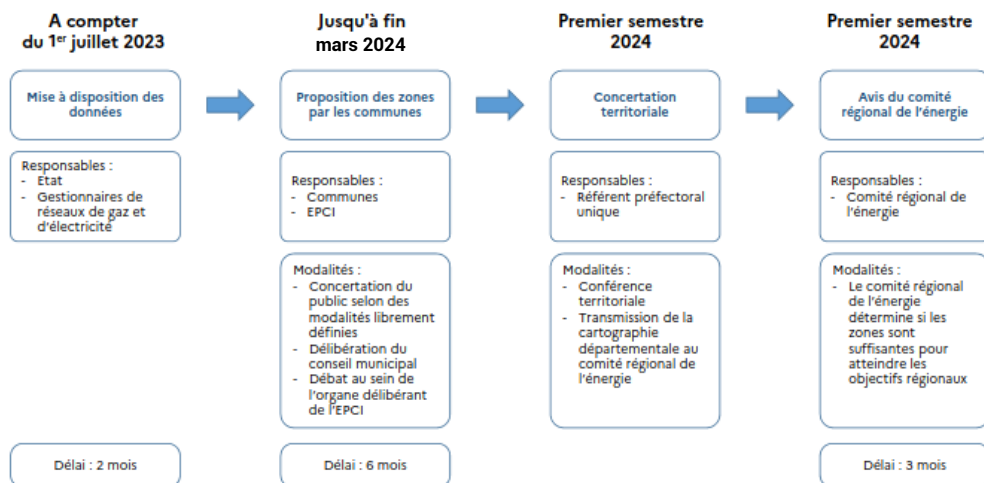 A compter
du 1er juillet 2023
Mise à disposition des
données
Responsables :
- Etat
- Gestionnaires de
réseaux de gaz et
d'électricité
Délai : 2 mois
Jusqu'à fin
mars 2024
Proposition des zones
par les communes
Responsables :
- Communes
- EPCI
Modalités :
- Concertation du
public selon des
modalités librement
définies
- Délibération du
conseil municipal
- Débat au sein de
l'organe délibérant
de l'EPCI
Délai : 6 mois
Premier semestre
2024
Concertation
territoriale
Responsables :
- Référent préfectoral
unique
Modalités :
- Conférence
territoriale
- Transmission de la
cartographie
départementale au
comité régional de
l'énergie
Premier semestre
2024
Avis du comité
régional de l'énergie
Responsables :
- Comité régional de
l'énergie
Modalités :
- Le comité régional
de l'énergie
détermine si les
zones sont
suffisantes pour
atteindre les
objectifs régionaux
Délai : 3 mois